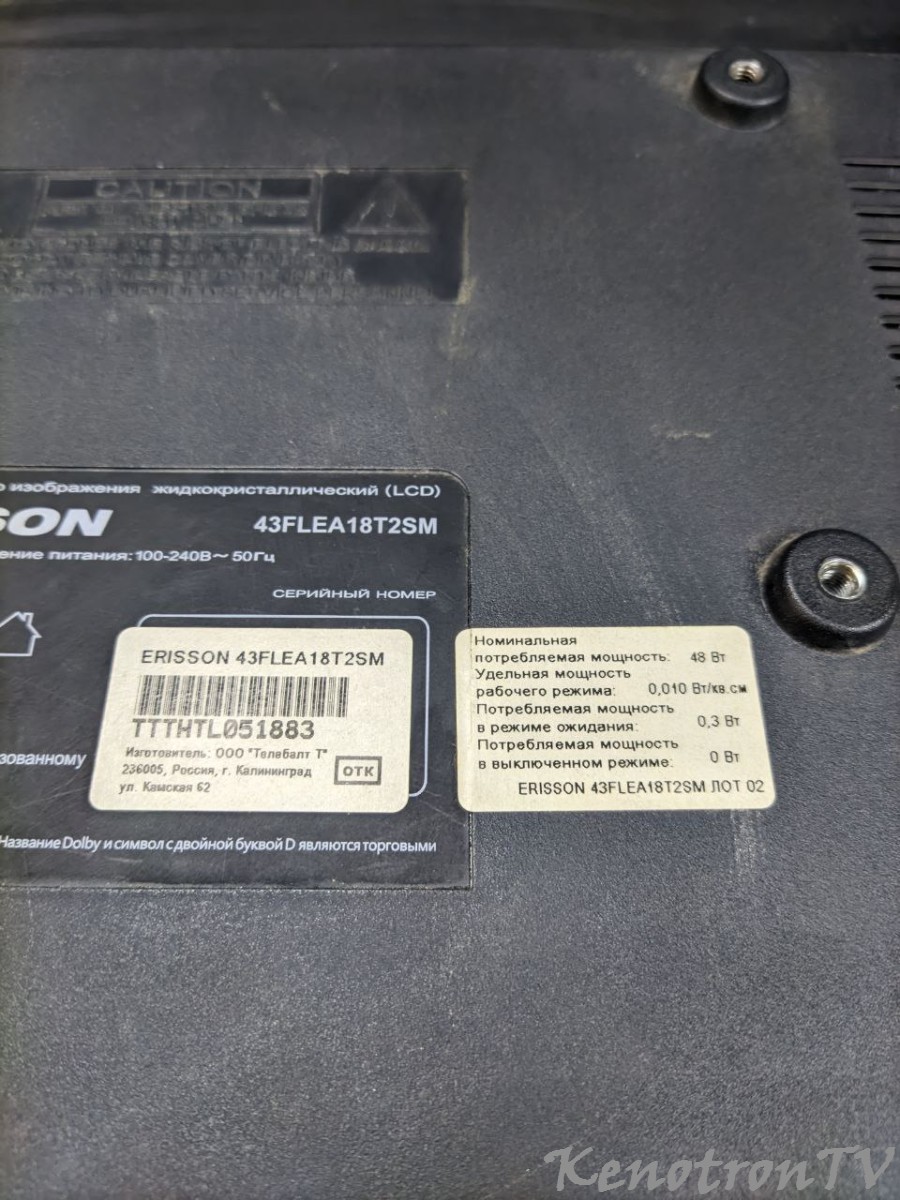 CAUTION
изображения жидкокристаллический (LCD)
SON 43FLEA18T2SM
ение питания: 100-240В~ 50Гц
СЕРИЙНЫЙ НОМЕР
ERISSON 43FLEA18T2SM
TTTHTL051883
Изготовитель: ООО "Телебалт Т"
236005, Россия, г. Калининград
ул. Камская 62
ОТК
зованному
Название Dolby и символ с двойной буквой D являются торговыми
Номинальная
потребляемая мощность: 48 Вт
Удельная мощность
рабочего режима: 0,010 Вт/кв.см
Потребляемая мощность
в режиме ожидания: 0,3 Вт
Потребляемая мощность
в выключенном режиме: 0 Вт
ERISSON 43FLEA18T2SM ЛОТ 02
KenotronTV